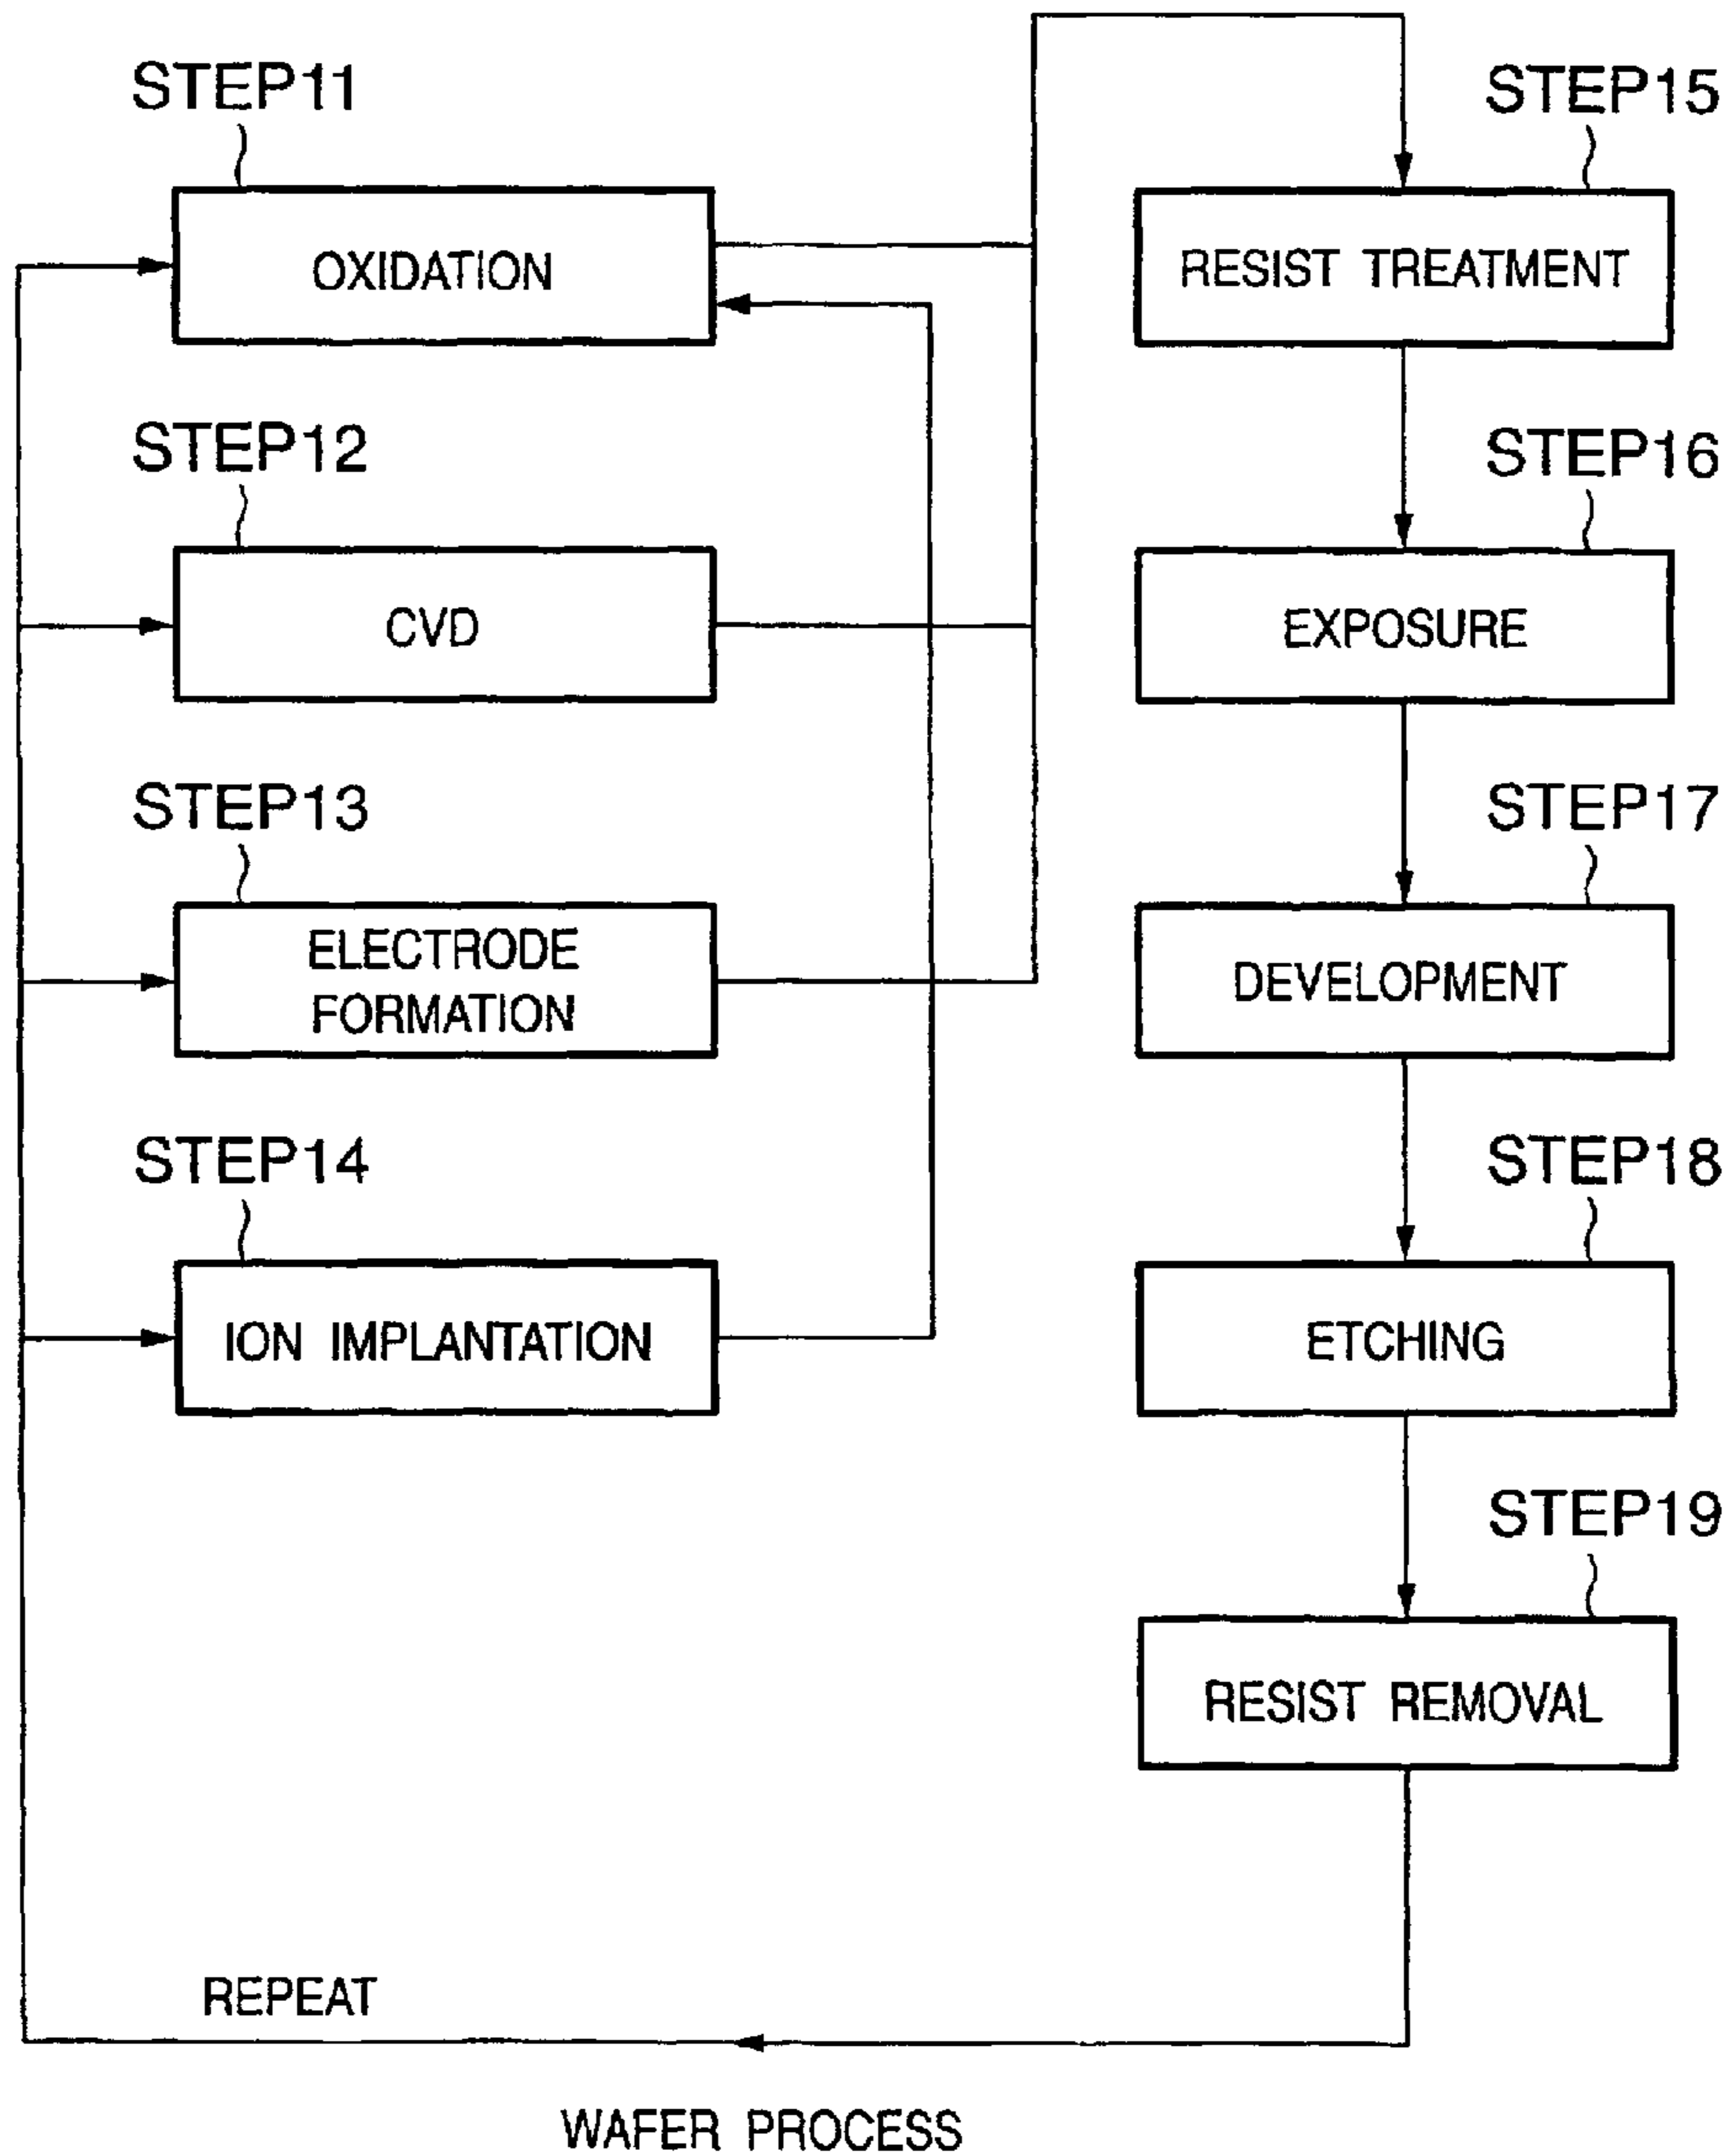 STEP11
OXIDATION
STEP12
CVD
STEP13
ELECTRODE
FORMATION
STEP14
ION IMPLANTATION
STEP15
RESIST TREATMENT
STEP16
EXPOSURE
STEP17
DEVELOPMENT
STEP18
ETCHING
STEP19
RESIST REMOVAL
REPEAT
WAFER PROCESS